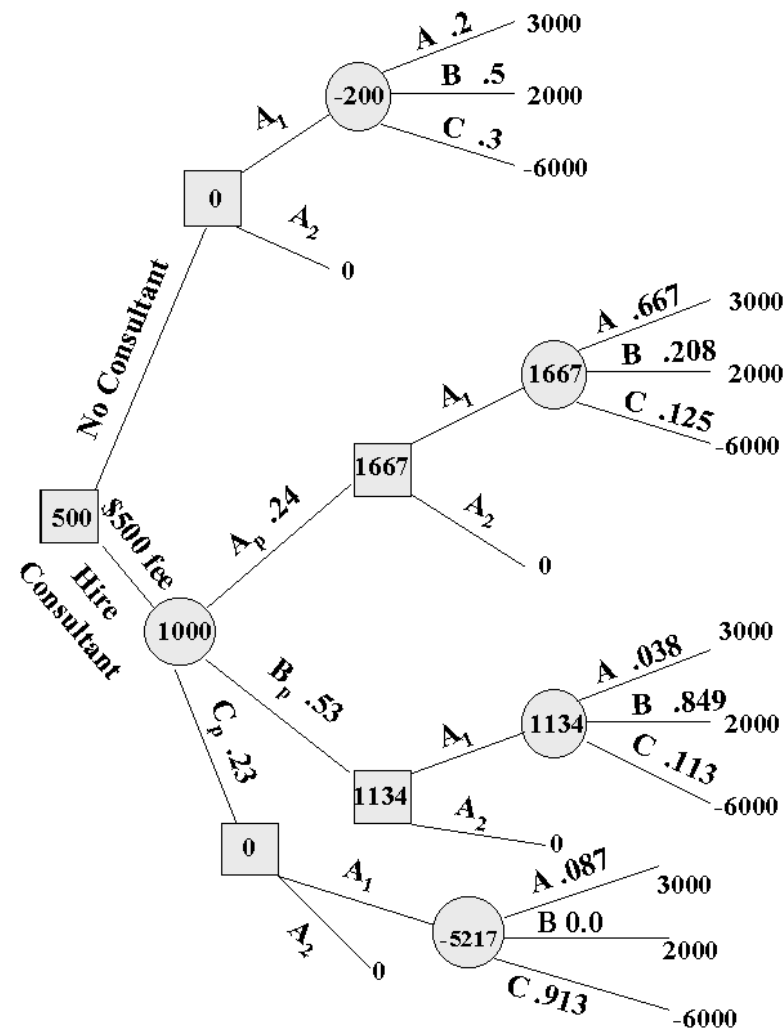 A .2
3000
B .5
2000
C .3
-6000
-200
A1
0
A2
0
No Consultant
500
$500 fee
Hire
Consultant
1000
Ap .24
1667
A1
1667
A .667
3000
B .208
2000
C .125
-6000
A2
0
Bp .53
1134
A1
1134
A .038
3000
B .849
2000
C .113
-6000
A2
0
Cp .23
0
A1
-5217
A .087
3000
B 0.0
2000
C .913
-6000
A2
0